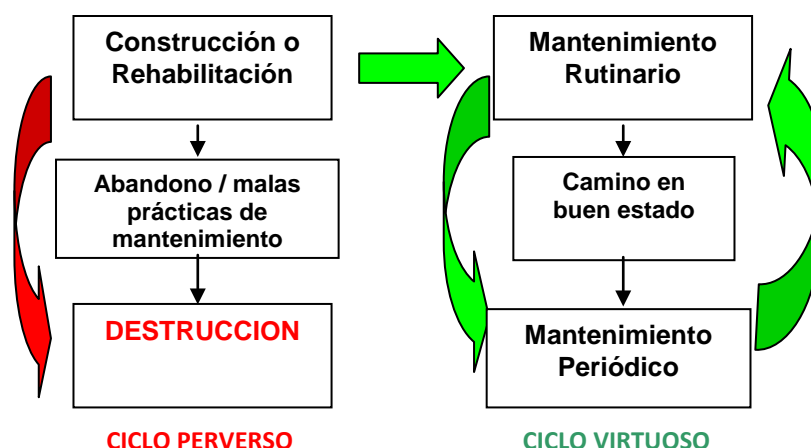 Construcción o
Rehabilitación
Abandono / malas
prácticas de
mantenimiento
DESTRUCCION
CICLO PERVERSO
Mantenimiento
Rutinario
Camino en
buen estado
Mantenimiento
Periódico
CICLO VIRTUOSO